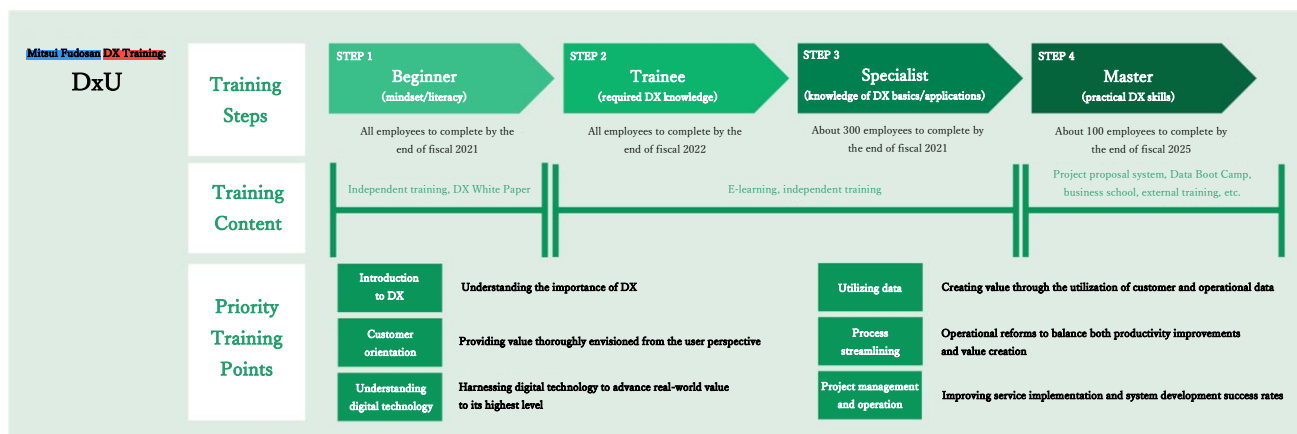 Mitsui Fudosan DX Training:
DxU
Training
Steps
STEP 1
Beginner
(mindset/literacy)
All employees to complete by the
end of fiscal 2021
STEP 2
Trainee
(required DX knowledge)
All employees to complete by the
end of fiscal 2022
STEP 3
Specialist
(knowledge of DX basics/applications)
About 300 employees to complete by
the end of fiscal 2021
STEP 4
Master
(practical DX skills)
About 100 employees to complete by
the end of fiscal 2025
Training
Content
Independent training, DX White Paper
E-learning, independent training
Project proposal system, Data Boot Camp,
business school, external training, etc.
Priority
Training
Points
Introduction
to DX
Understanding the importance of DX
Customer
orientation
Providing value thoroughly envisioned from the user perspective
Understanding
digital technology
Harnessing digital technology to advance real-world value
to its highest level
Utilizing data
Creating value through the utilization of customer and operational data
Process
streamlining
Operational reforms to balance both productivity improvements
and value creation
Project management
and operation
Improving service implementation and system development success rates